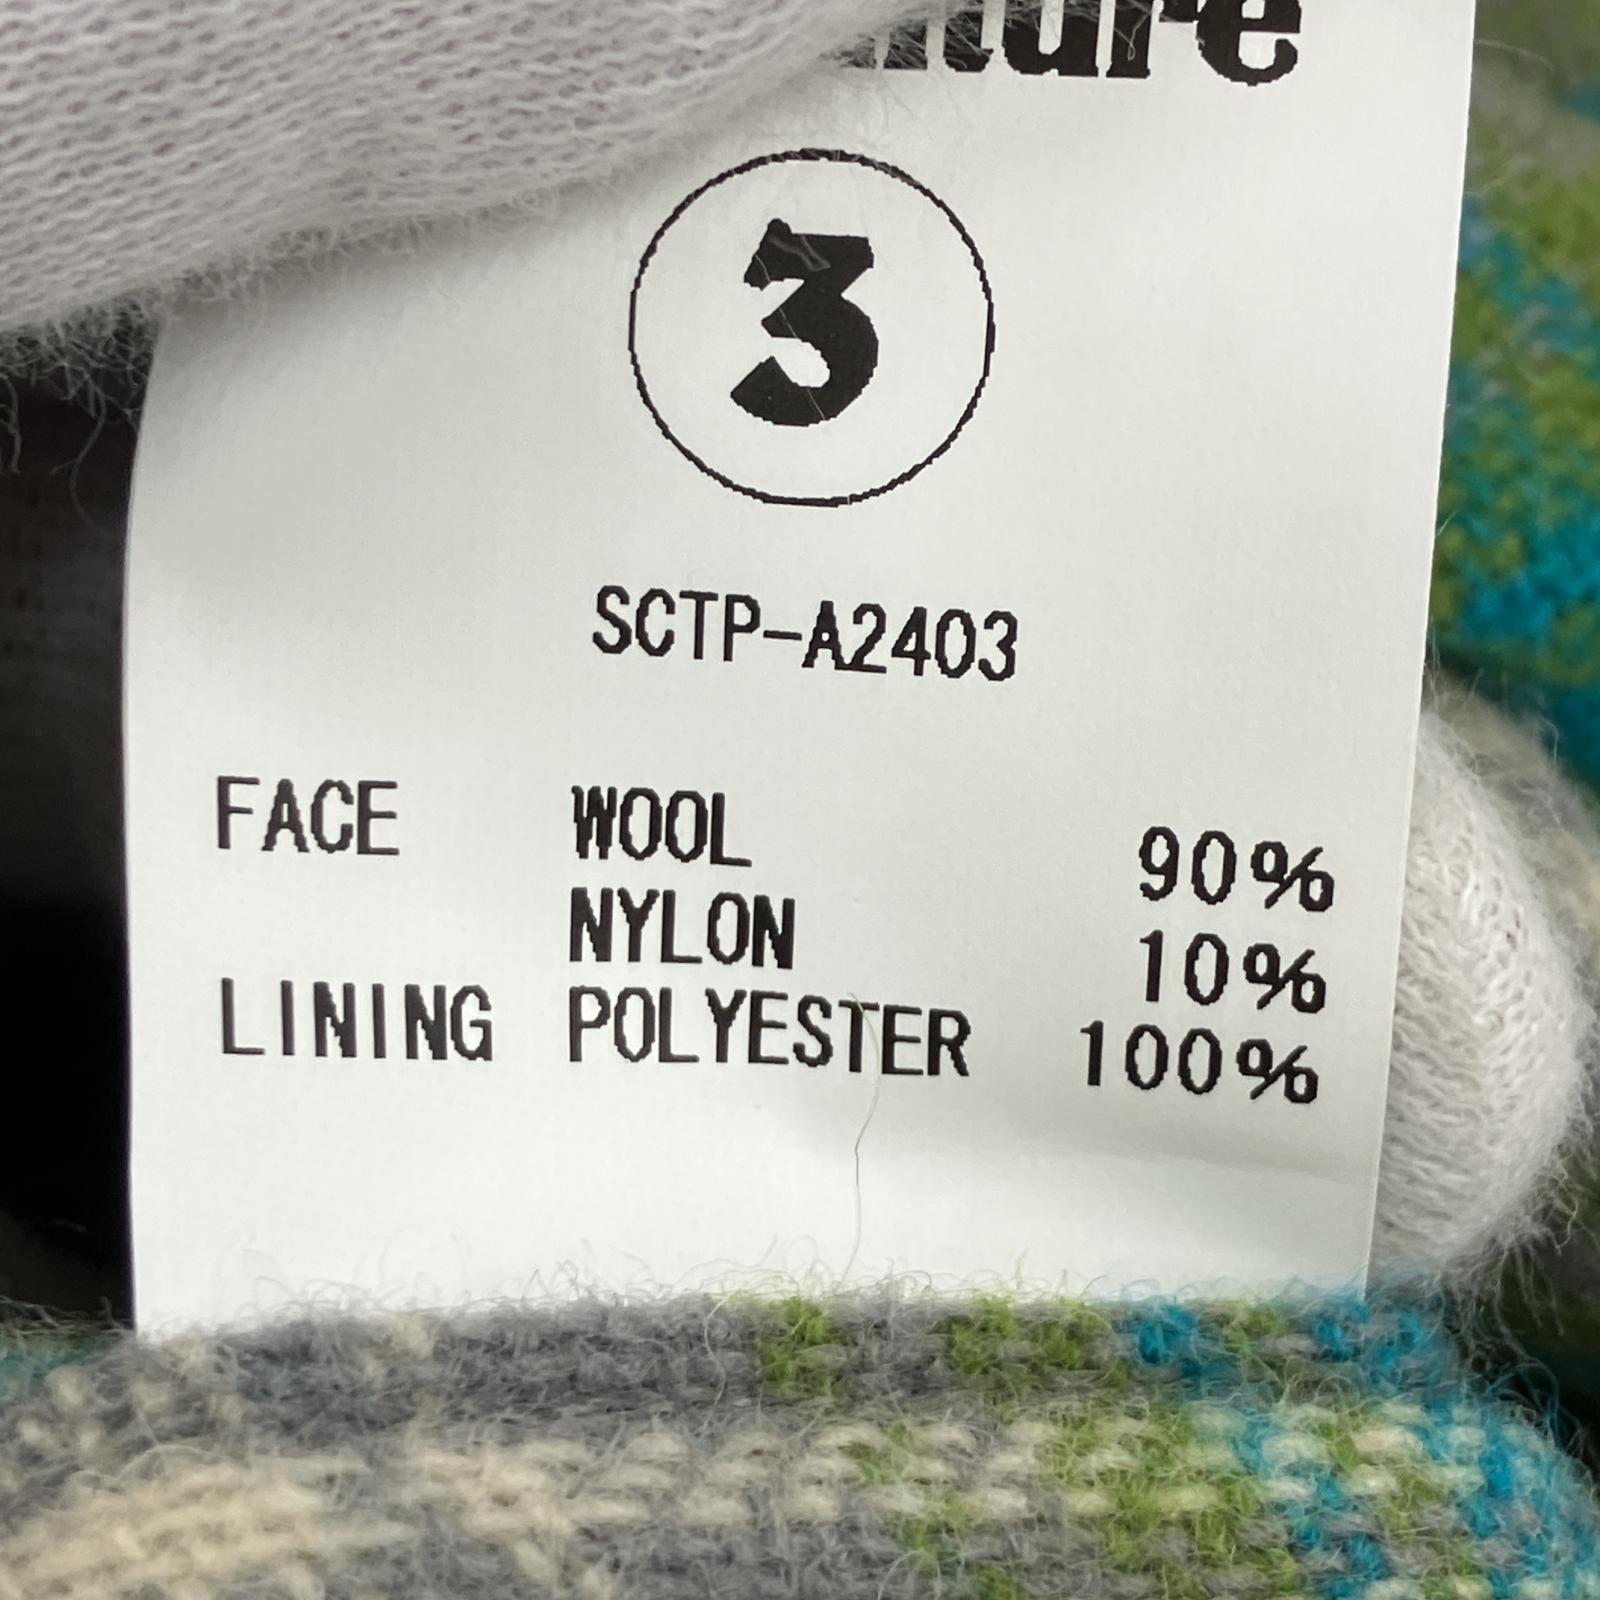 3
SCTP-A2403
FACE WOOL 90%
NYLON 10%
LINING POLYESTER 100%